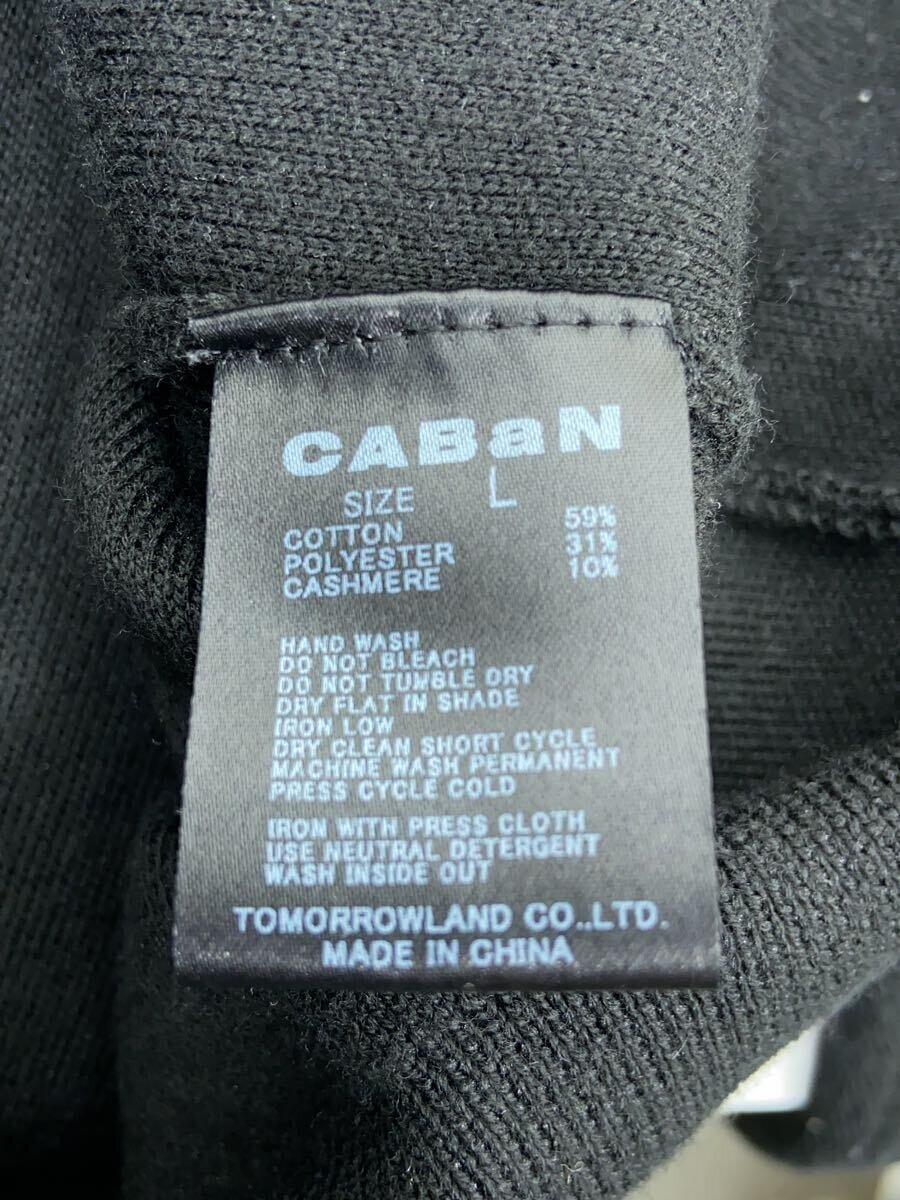 CABaN
SIZE L
COTTON 59%
POLYESTER 31%
CASHMERE 10%
HAND WASH
DO NOT BLEACH
DO NOT TUMBLE DRY
DRY FLAT IN SHADE
IRON LOW
DRY CLEAN SHORT CYCLE
MACHINE WASH PERMANENT
PRESS CYCLE COLD
IRON WITH PRESS CLOTH
USE NEUTRAL DETERGENT
WASH INSIDE OUT
TOMORROWLAND CO.,LTD.
MADE IN CHINA